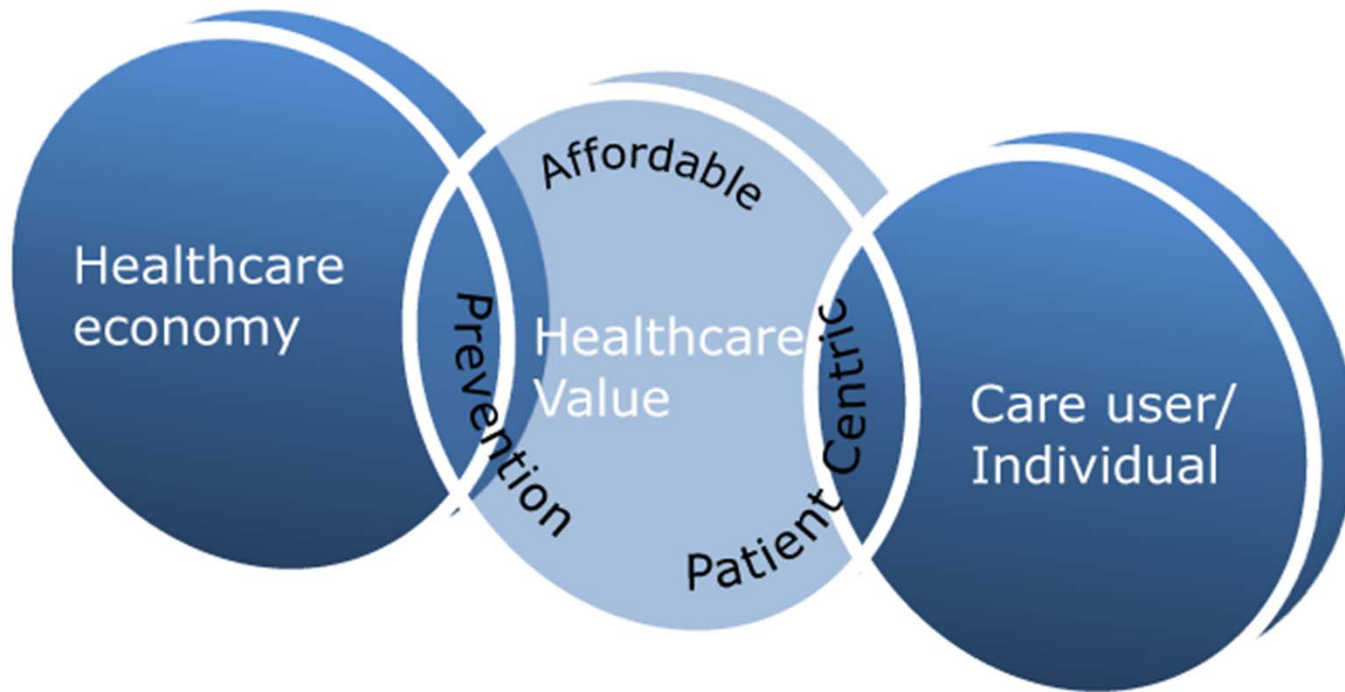 Healthcare
economy
Affordable
Prevention
Healthcare
Value
Patient Centric
Care user/
Individual